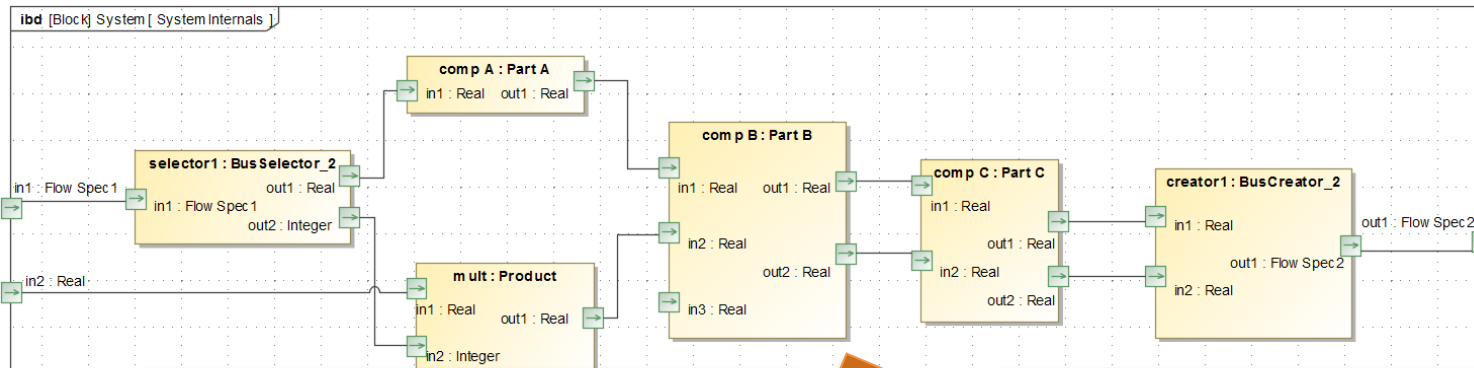 ibd [Block] System [ System Internals ]
comp A : Part A
in1 : Real out1 : Real
comp B : Part B
selector1 : BusSelector_2
out1 : Real
in1 : Flow Spec1
in1 : Flow Spec1
out2 : Integer
in1 : Real out1 : Real
in2 : Real
out2 : Real
in3 : Real
comp C : Part C
in1 : Real
out1 : Real
in2 : Real
out2 : Real
creator1 : BusCreator_2
in1 : Real
out1 : Flow Spec2
in2 : Real
out1 : Flow Spec2
in2 : Real
mult : Product
in1 : Real
out1 : Real
in2 : Integer